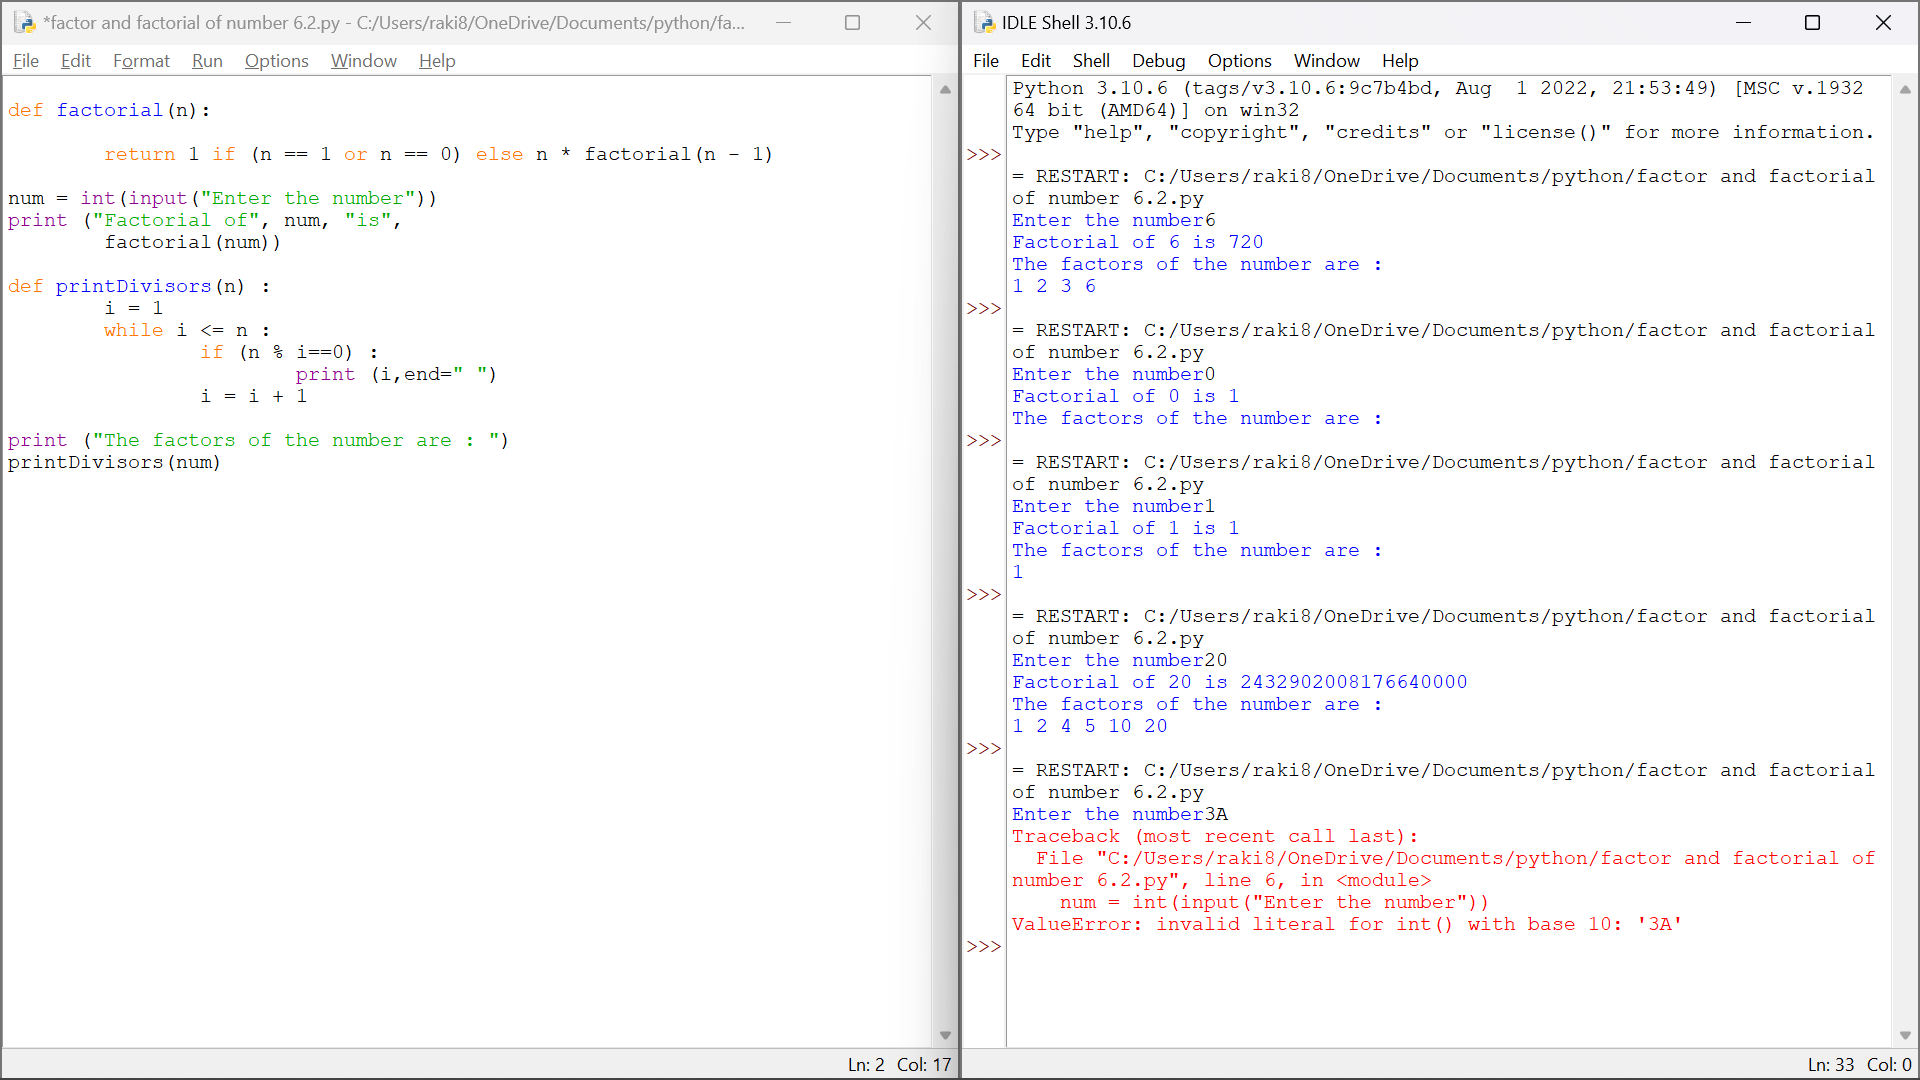 *factor and factorial of number 6.2.py - C:/Users/raki8/OneDrive/Documents/python/fa...
File Edit Format Run Options Window Help
def factorial(n):
        return 1 if (n == 1 or n == 0) else n * factorial(n - 1)
num = int(input("Enter the number"))
print ("Factorial of", num, "is",
        factorial(num))
def printDivisors(n) :
        i = 1
        while i <= n :
                if (n % i==0) :
                        print (i,end=" ")
                i = i + 1
print ("The factors of the number are : ")
printDivisors(num)
Ln: 2 Col: 17
IDLE Shell 3.10.6
File Edit Shell Debug Options Window Help
Python 3.10.6 (tags/v3.10.6:9c7b4bd, Aug  1 2022, 21:53:49) [MSC v.1932
64 bit (AMD64)] on win32
Type "help", "copyright", "credits" or "license()" for more information.
>>>
= RESTART: C:/Users/raki8/OneDrive/Documents/python/factor and factorial
of number 6.2.py
Enter the number6
Factorial of 6 is 720
The factors of the number are :
1 2 3 6
>>>
= RESTART: C:/Users/raki8/OneDrive/Documents/python/factor and factorial
of number 6.2.py
Enter the number0
Factorial of 0 is 1
The factors of the number are :
>>>
= RESTART: C:/Users/raki8/OneDrive/Documents/python/factor and factorial
of number 6.2.py
Enter the number1
Factorial of 1 is 1
The factors of the number are :
1
>>>
= RESTART: C:/Users/raki8/OneDrive/Documents/python/factor and factorial
of number 6.2.py
Enter the number20
Factorial of 20 is 2432902008176640000
The factors of the number are :
1 2 4 5 10 20
>>>
= RESTART: C:/Users/raki8/OneDrive/Documents/python/factor and factorial
of number 6.2.py
Enter the number3A
Traceback (most recent call last):
  File "C:/Users/raki8/OneDrive/Documents/python/factor and factorial of
number 6.2.py", line 6, in <module>
    num = int(input("Enter the number"))
ValueError: invalid literal for int() with base 10: '3A'
>>>
Ln: 33 Col: 0